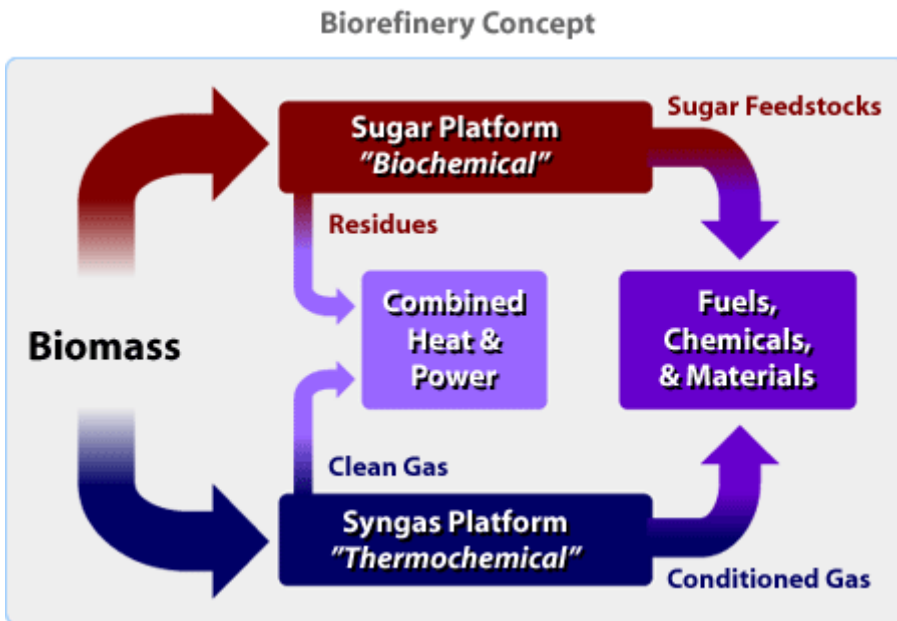 Biorefinery Concept
Sugar Platform
"Biochemical"
Sugar Feedstocks
Residues
Combined
Heat &
Power
Fuels,
Chemicals,
& Materials
Biomass
Clean Gas
Syngas Platform
"Thermochemical"
Conditioned Gas